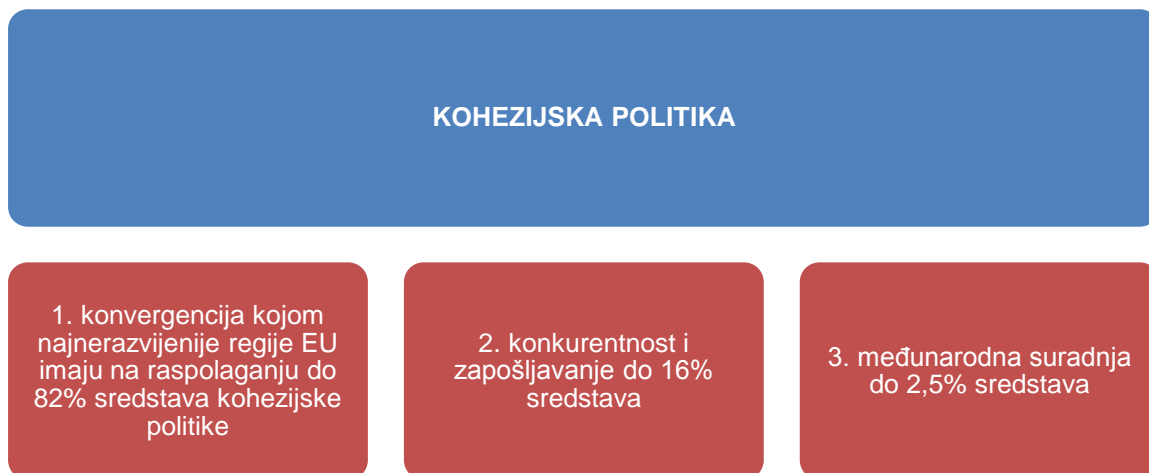 KOHEZIJSKA POLITIKA
1. konvergencija kojom
najnerazvijenije regije EU
imaju na raspolaganju do
82% sredstava kohezijske
politike
2. konkurentnost i
zapošljavanje do 16%
sredstava
3. međunarodna suradnja
do 2,5% sredstava